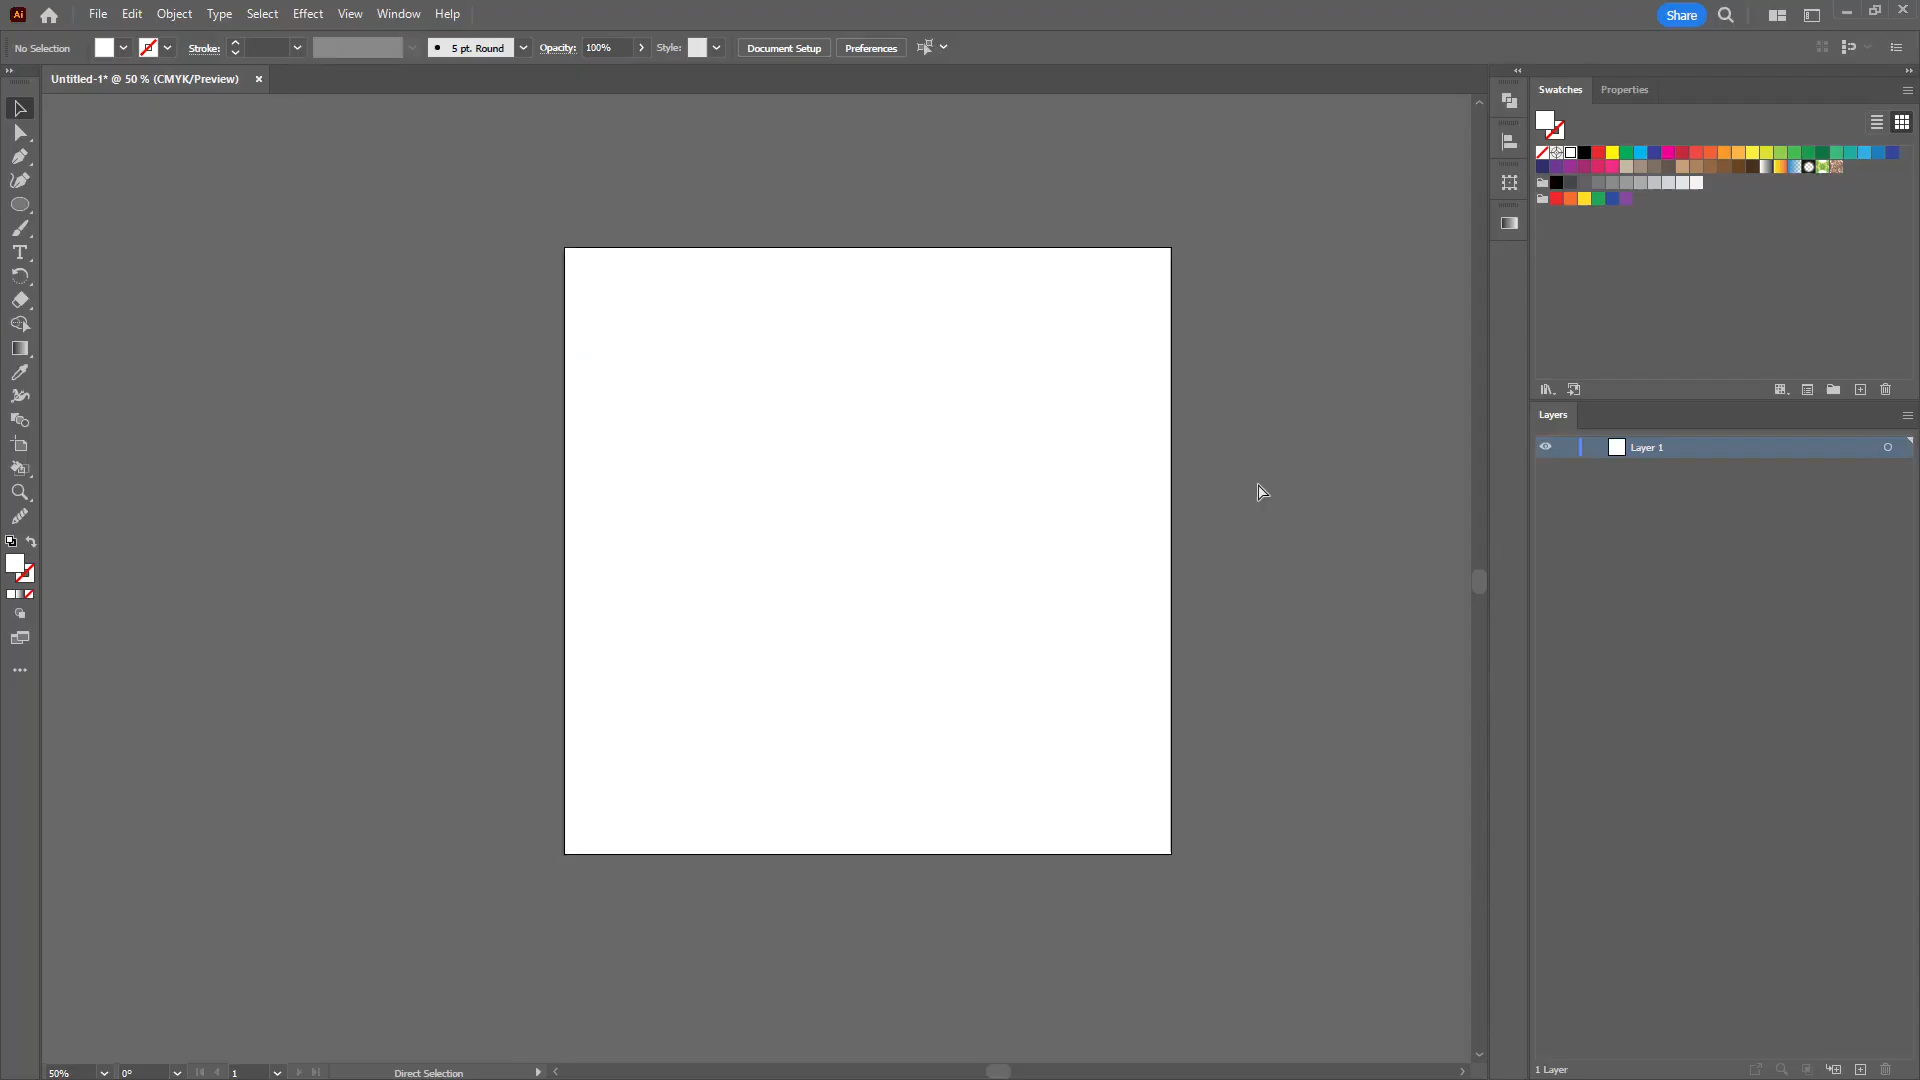 Ai File Edit Object Type Select Effect View Window Help Share
No Selection Stroke: 5 pt. Round Opacity: 100% Style: Document Setup Preferences
Untitled-1* @ 50 % (CMYK/Preview)
Swatches Properties
Layers
Layer 1
50% 0° 1 Direct Selection
1 Layer